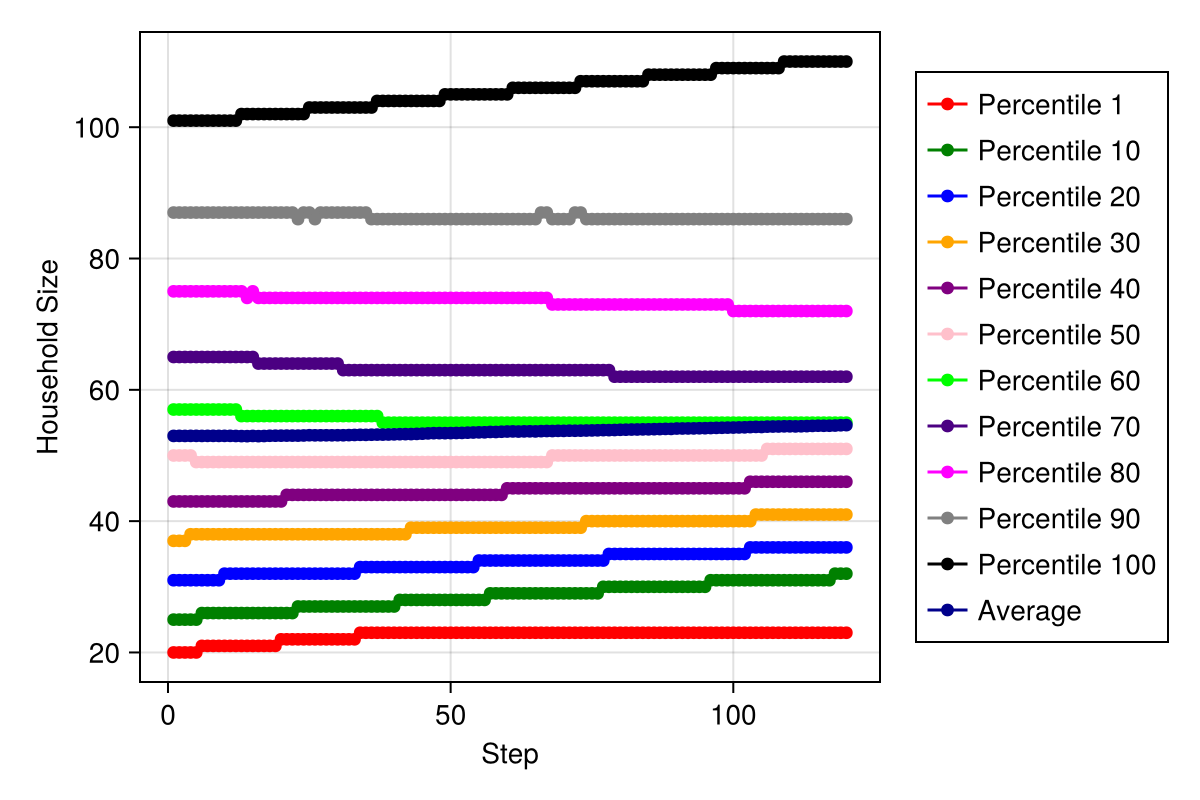 100
80
60
40
20
Household Size
0
50
100
Step
Percentile 1
Percentile 10
Percentile 20
Percentile 30
Percentile 40
Percentile 50
Percentile 60
Percentile 70
Percentile 80
Percentile 90
Percentile 100
Average